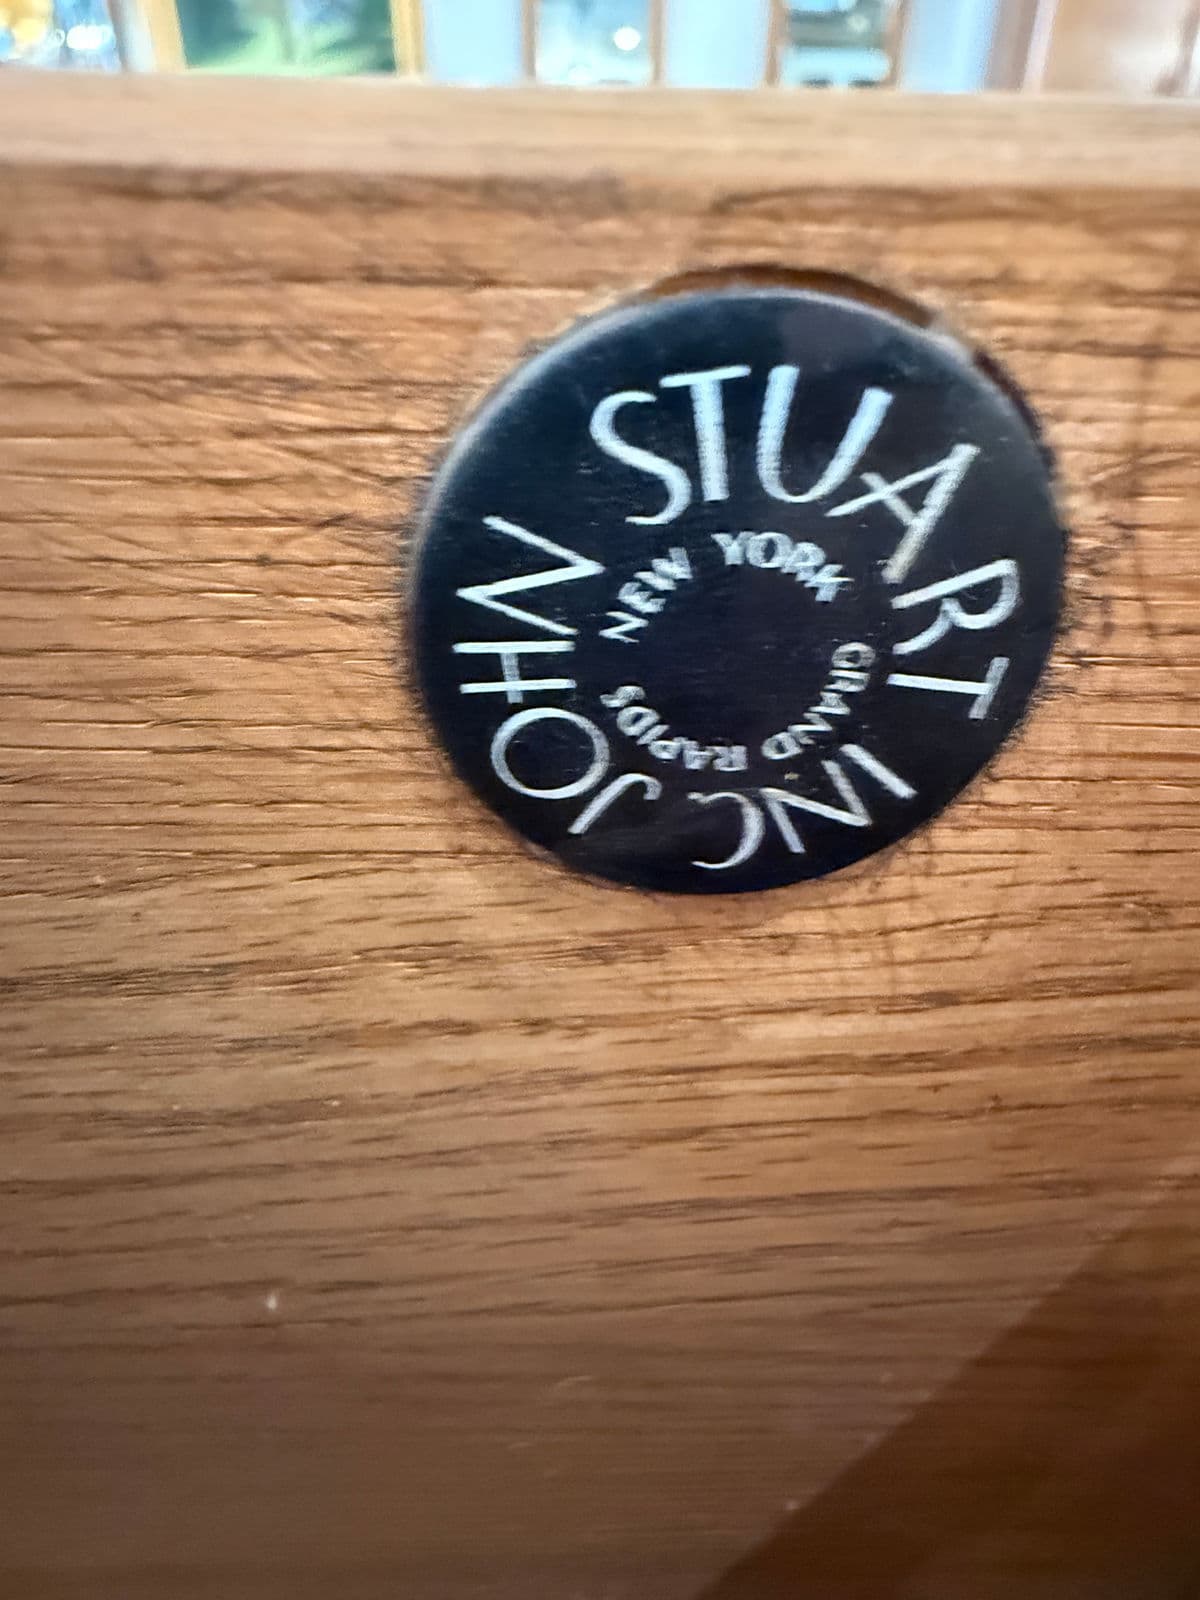 JOHN STUART INC
NEW YORK
GRAND RAPIDS